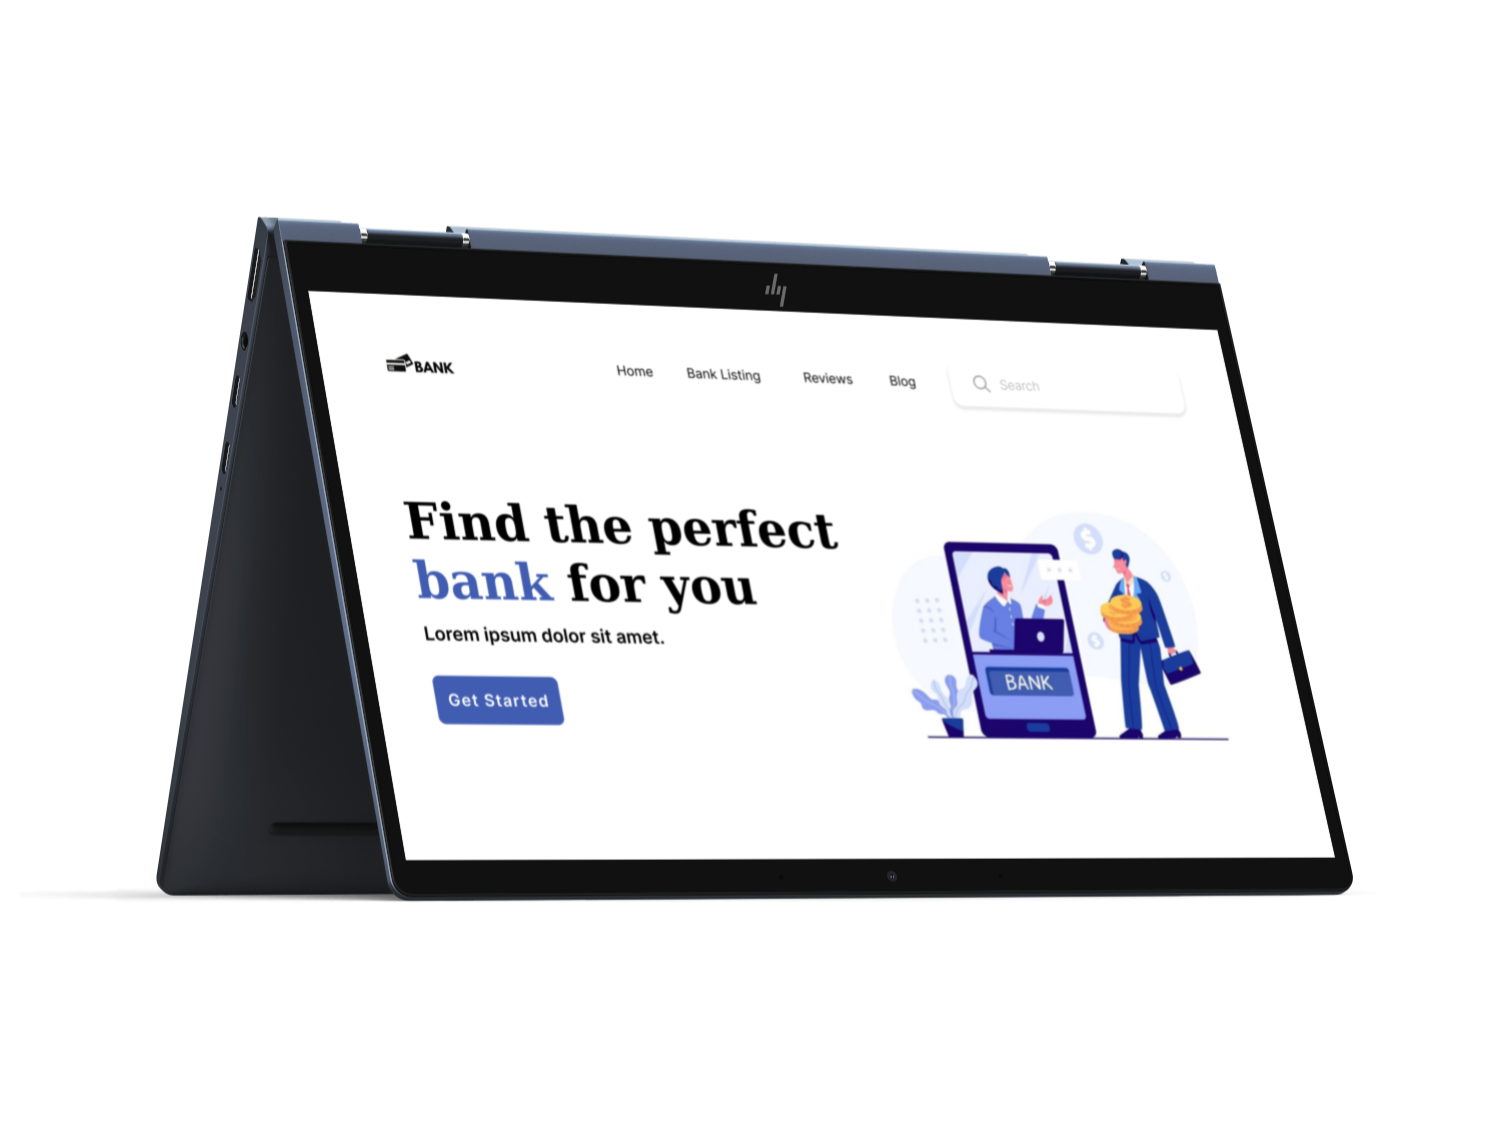 hp
BANK
Home
Bank Listing
Reviews
Blog
Search
Find the perfect
bank for you
Lorem ipsum dolor sit amet.
Get Started
BANK